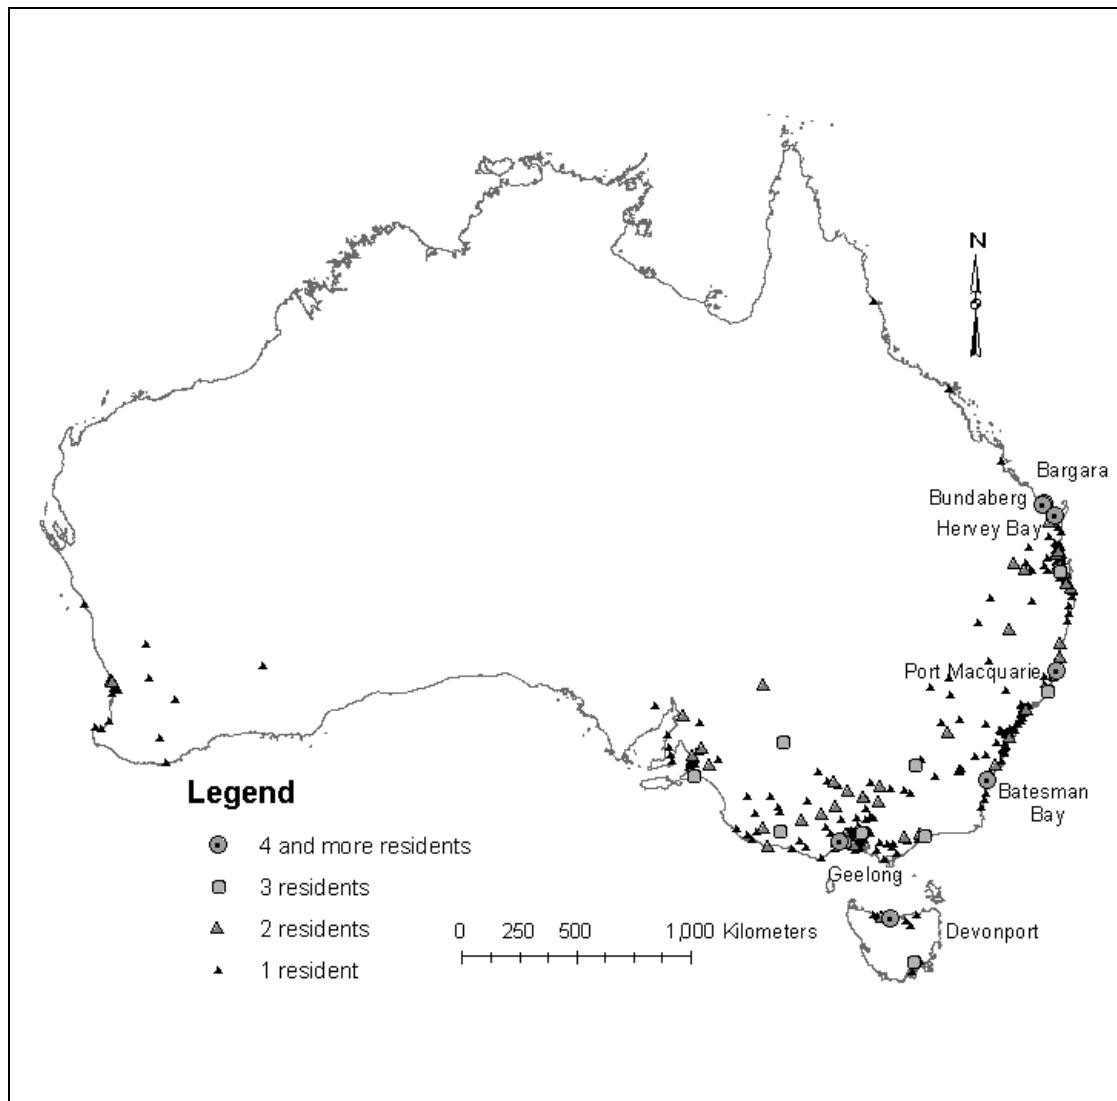 N
Bargara
Bundaberg
Hervey Bay
Port Macquarie
Batesman
Bay
Legend
4 and more residents
3 residents
2 residents
1 resident
Geelong
0 250 500 1,000 Kilometers
Devonport